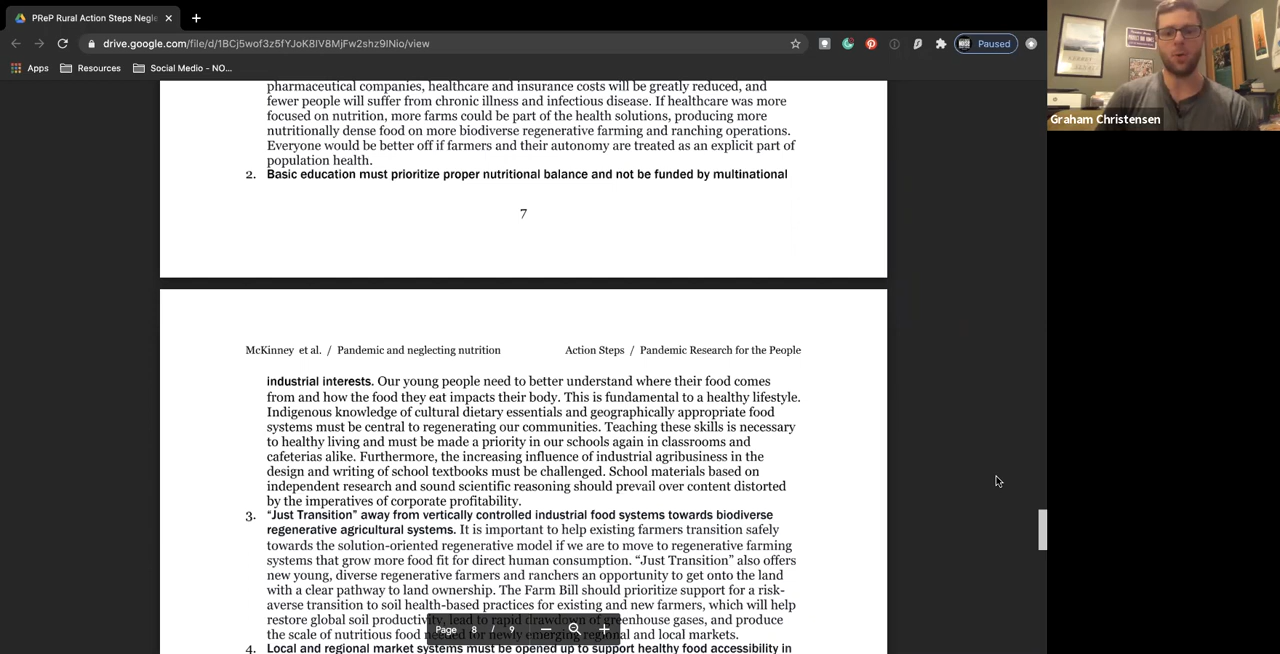 PReP Rural Action Steps Negle
drive.google.com/file/d/1BCj5wof3z5fYJoK8IV8MjFw2shz9INio/view
Paused
Apps
Resources
Social Medio - NO...
Graham Christensen
pharmaceutical companies, healthcare and insurance costs will be greatly reduced, and
fewer people will suffer from chronic illness and infectious disease. If healthcare was more
focused on nutrition, more farms could be part of the health solutions, producing more
nutritionally dense food on more biodiverse regenerative farming and ranching operations.
Everyone would be better off if farmers and their autonomy are treated as an explicit part of
population health.
2. Basic education must prioritize proper nutritional balance and not be funded by multinational
7
McKinney et al. / Pandemic and neglecting nutrition Action Steps / Pandemic Research for the People
industrial interests. Our young people need to better understand where their food comes
from and how the food they eat impacts their body. This is fundamental to a healthy lifestyle.
Indigenous knowledge of cultural dietary essentials and geographically appropriate food
systems must be central to regenerating our communities. Teaching these skills is necessary
to healthy living and must be made a priority in our schools again in classrooms and
cafeterias alike. Furthermore, the increasing influence of industrial agribusiness in the
design and writing of school textbooks must be challenged. School materials based on
independent research and sound scientific reasoning should prevail over content distorted
by the imperatives of corporate profitability.
3. “Just Transition” away from vertically controlled industrial food systems towards biodiverse
regenerative agricultural systems. It is important to help existing farmers transition safely
towards the solution-oriented regenerative model if we are to move to regenerative farming
systems that grow more food fit for direct human consumption. “Just Transition” also offers
new young, diverse regenerative farmers and ranchers an opportunity to get onto the land
with a clear pathway to land ownership. The Farm Bill should prioritize support for a risk-
averse transition to soil health-based practices for existing and new farmers, which will help
restore global soil productivity, lead to rapid drawdown of greenhouse gases, and produce
the scale of nutritious food needed for newly emerging regional and local markets.
Page 8 / 9
4. Local and regional market systems must be opened up to support healthy food accessibility in